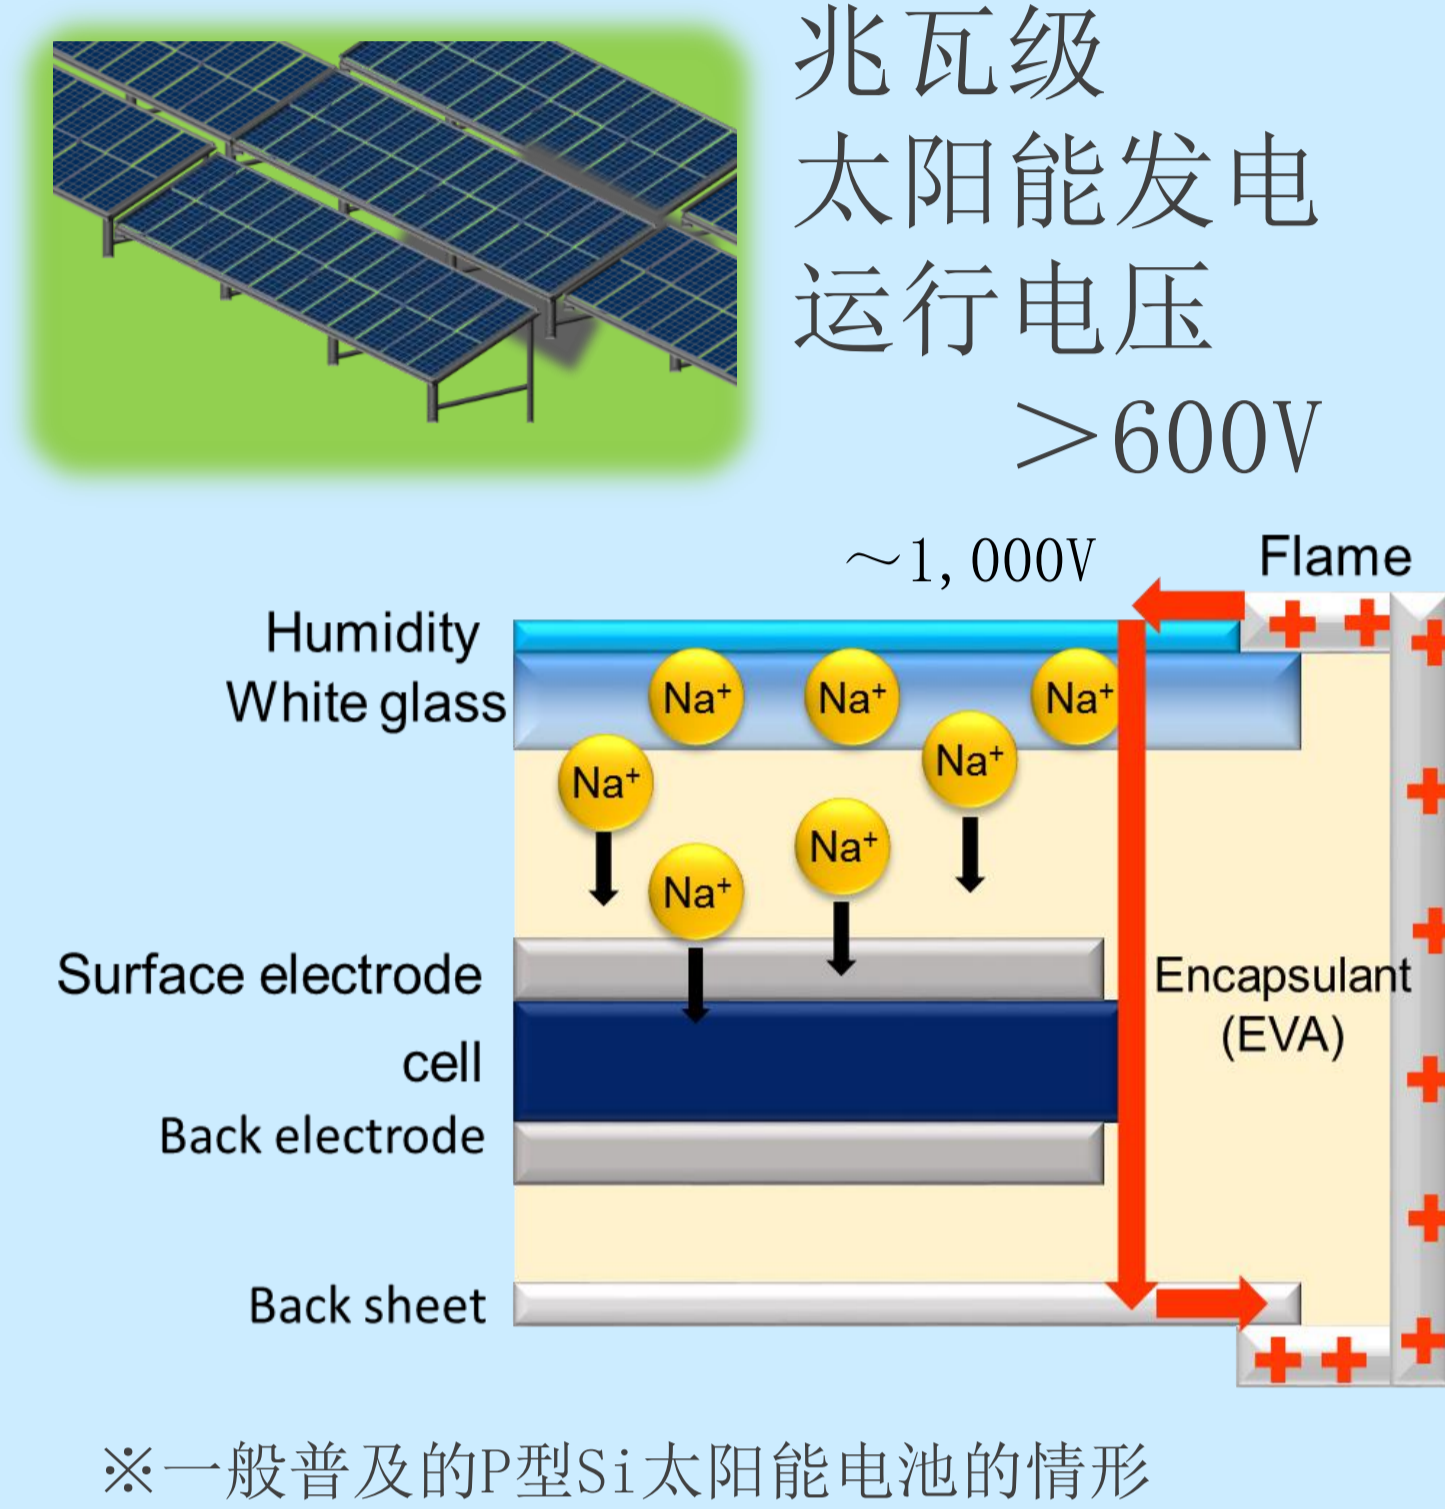 兆瓦级
太阳能发电
运行电压
＞600V
～1,000V
Flame
Humidity
White glass
Na⁺
Na⁺
Na⁺
Na⁺
Na⁺
Na⁺
Na⁺
Surface electrode
cell
Back electrode
Encapsulant
(EVA)
Back sheet
※一般普及的P型Si太阳能电池的情形